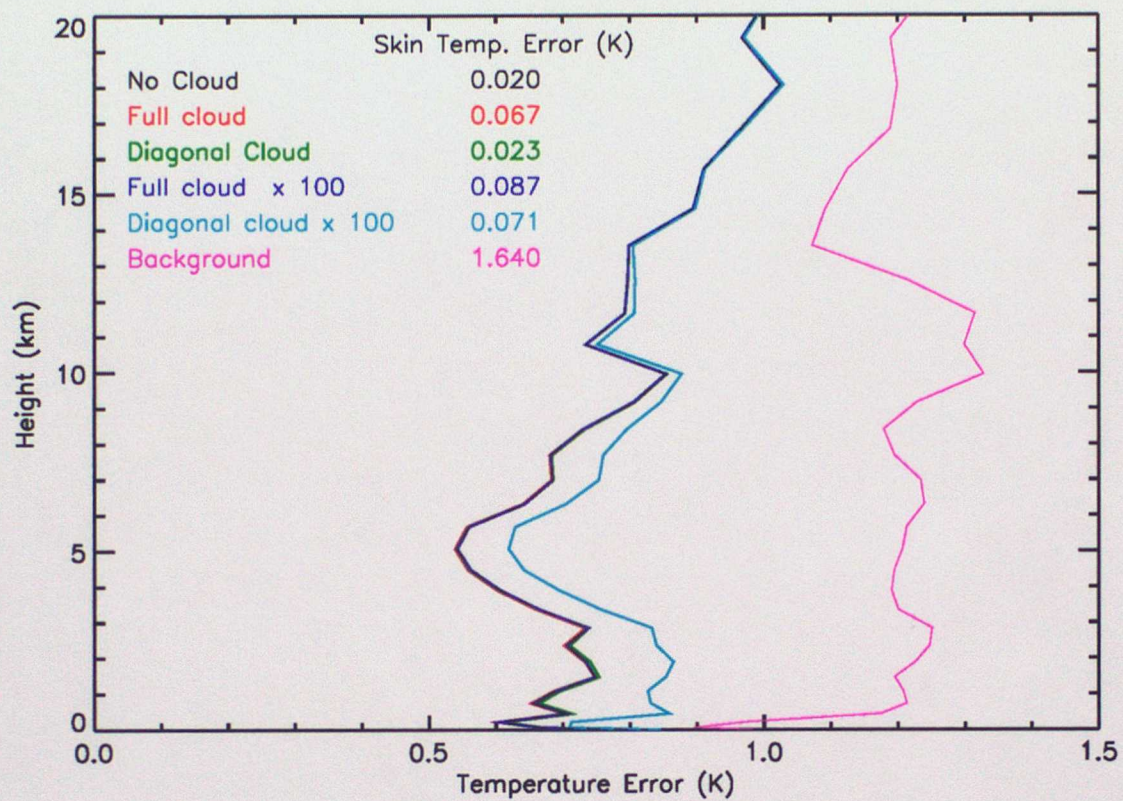 Skin Temp. Error (K)
No Cloud 0.020
Full cloud 0.067
Diagonal Cloud 0.023
Full cloud x 100 0.087
Diagonal cloud x 100 0.071
Background 1.640
20
15
10
5
0
Height (km)
0.0 0.5 1.0 1.5
Temperature Error (K)